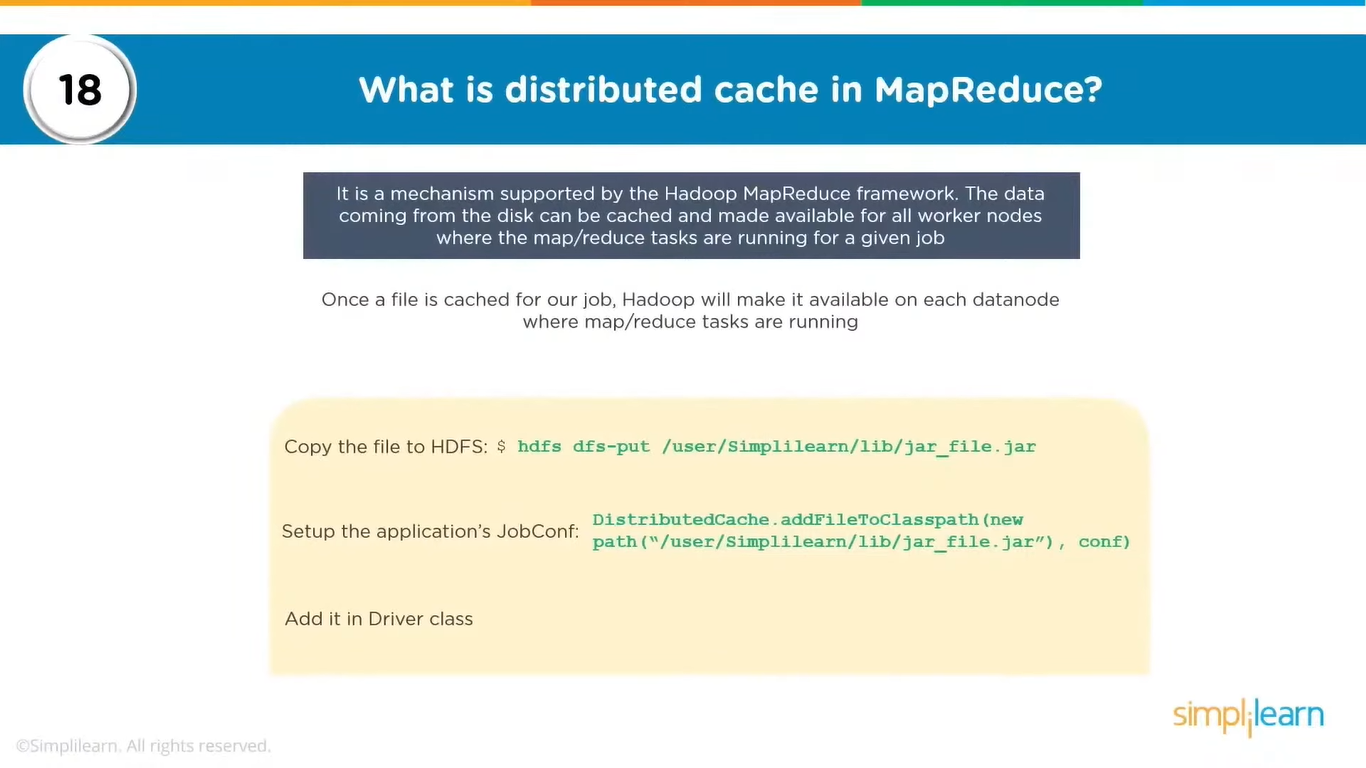 18
What is distributed cache in MapReduce?
It is a mechanism supported by the Hadoop MapReduce framework. The data
coming from the disk can be cached and made available for all worker nodes
where the map/reduce tasks are running for a given job
Once a file is cached for our job, Hadoop will make it available on each datanode
where map/reduce tasks are running
Copy the file to HDFS: $ hdfs dfs-put /user/Simplilearn/lib/jar_file.jar
Setup the application’s JobConf: DistributedCache.addFileToClasspath(new
path(“/user/Simplilearn/lib/jar_file.jar”), conf)
Add it in Driver class
simplilearn
©Simplilearn. All rights reserved.